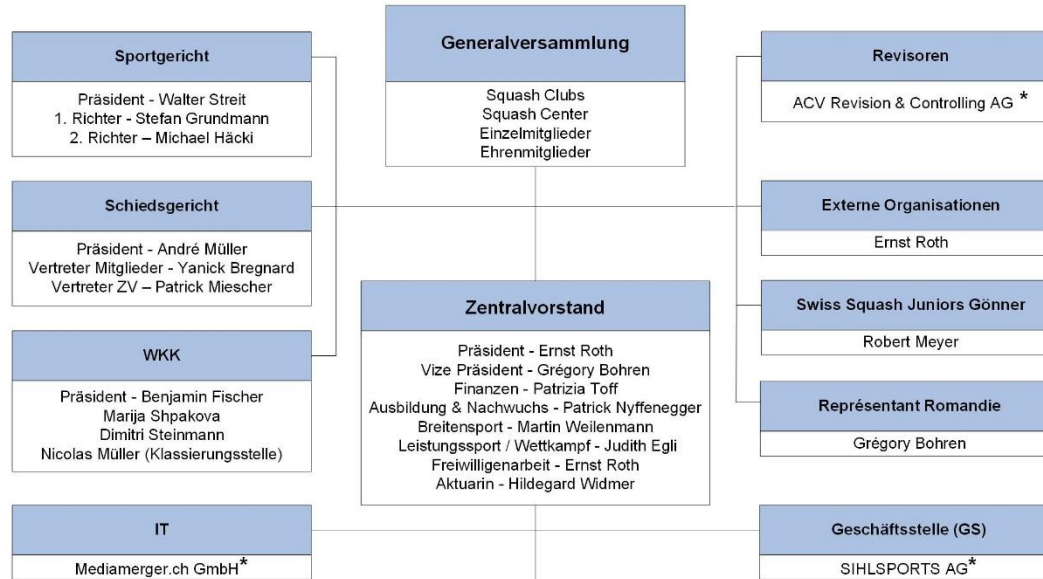 Generalversammlung
Squash Clubs
Squash Center
Einzelmitglieder
Ehrenmitglieder
Sportgericht
Präsident - Walter Streit
1. Richter - Stefan Grundmann
2. Richter – Michael Häcki
Revisoren
ACV Revision & Controlling AG *
Schiedsgericht
Präsident - André Müller
Vertreter Mitglieder - Yanick Bregnard
Vertreter ZV – Patrick Miescher
Externe Organisationen
Ernst Roth
Zentralvorstand
Präsident - Ernst Roth
Vize Präsident - Grégory Bohren
Finanzen - Patrizia Toff
Ausbildung & Nachwuchs - Patrick Nyffenegger
Breitensport - Martin Weilenmann
Leistungssport / Wettkampf - Judith Egli
Freiwilligenarbeit - Ernst Roth
Aktuarin - Hildegard Widmer
Swiss Squash Juniors Gönner
Robert Meyer
WKK
Präsident - Benjamin Fischer
Marija Shpakova
Dimitri Steinmann
Nicolas Müller (Klassierungsstelle)
Représentant Romandie
Grégory Bohren
IT
Mediamerger.ch GmbH*
Geschäftsstelle (GS)
SIHLSPORTS AG*